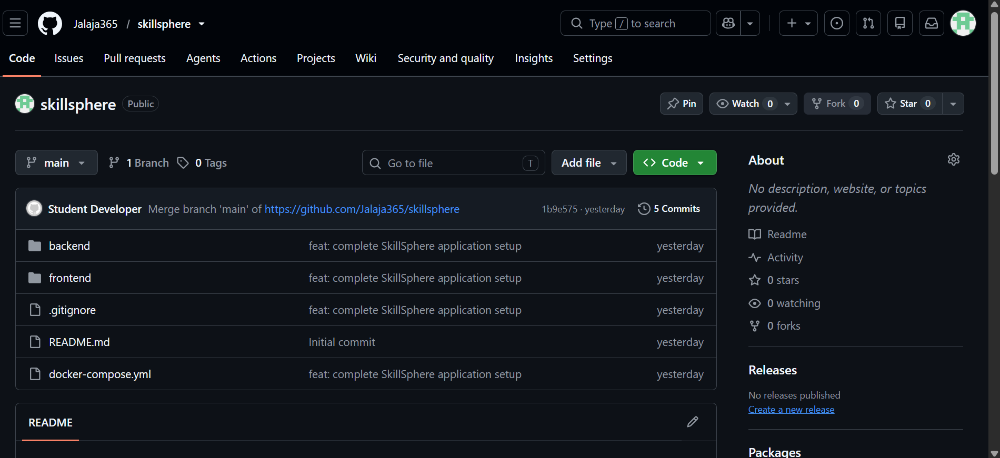 Jalaja365 / skillsphere
Type / to search
Code Issues Pull requests Agents Actions Projects Wiki Security and quality Insights Settings
skillsphere Public
Pin Watch 0 Fork 0 Star 0
main 1 Branch 0 Tags
Go to file T Add file Code
Student Developer Merge branch 'main' of https://github.com/Jalaja365/skillsphere 1b9e575 · yesterday 5 Commits
backend feat: complete SkillSphere application setup yesterday
frontend feat: complete SkillSphere application setup yesterday
.gitignore feat: complete SkillSphere application setup yesterday
README.md Initial commit yesterday
docker-compose.yml feat: complete SkillSphere application setup yesterday
README
About
No description, website, or topics
provided.
Readme
Activity
0 stars
0 watching
0 forks
Releases
No releases published
Create a new release
Packages